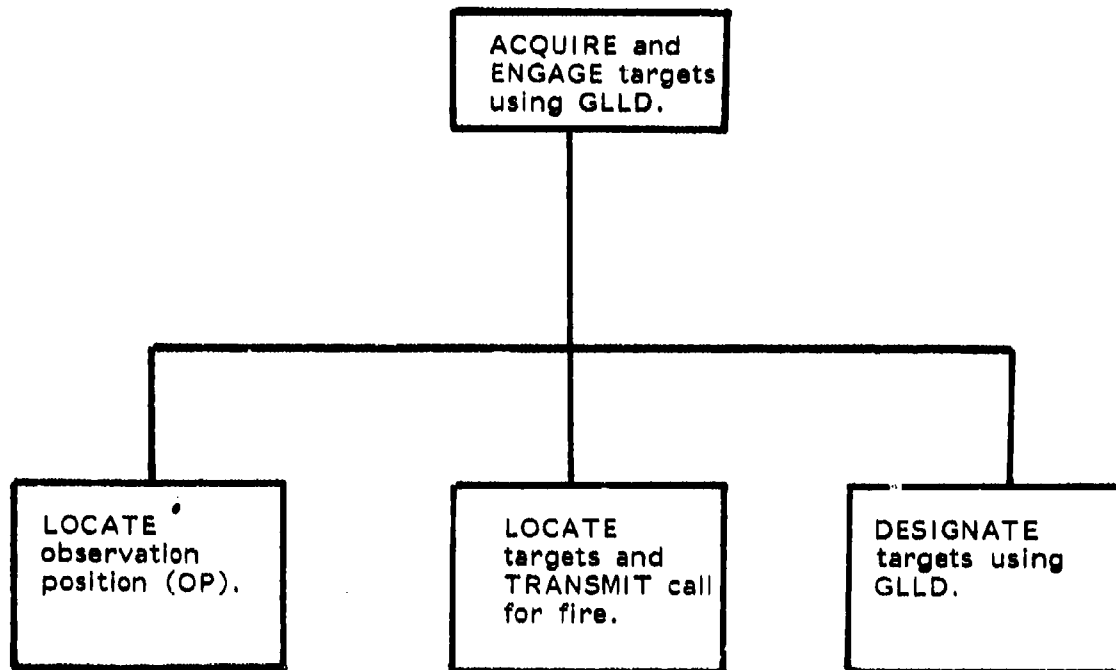 ACQUIRE and
ENGAGE targets
using GLLD.
LOCATE
observation
position (OP).
LOCATE
targets and
TRANSMIT call
for fire.
DESIGNATE
targets using
GLLD.